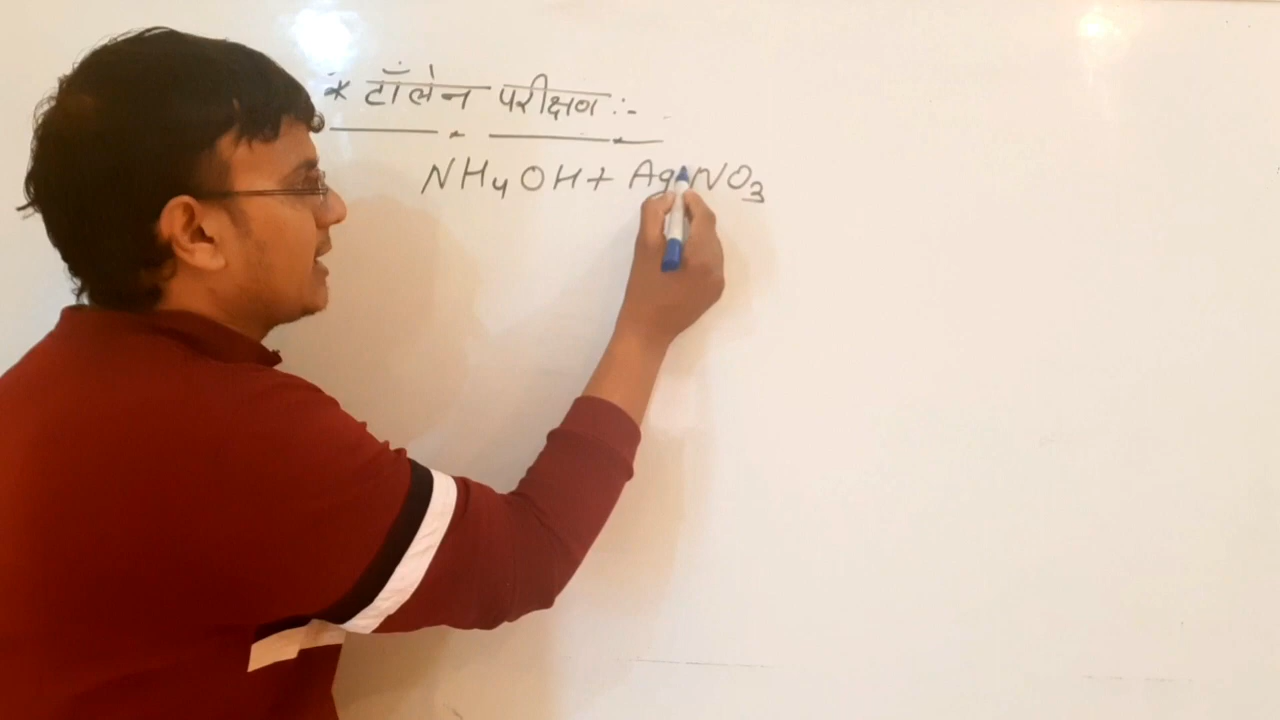 * टॉलेन परीक्षण :-
NH₄OH + AgNO₃